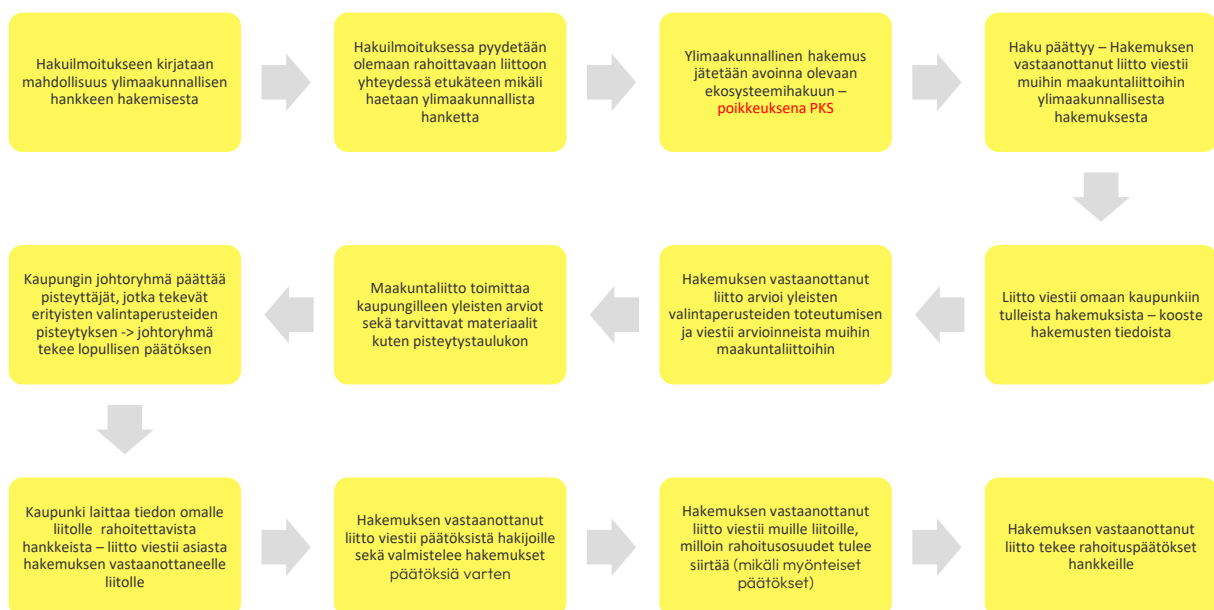 Hakuilmoitukseen kirjataan
mahdollisuus ylimaakunnallisen
hankkeen hakemisesta
Hakuilmoituksessa pyydetään
olemaan rahoittavaan liittoon
yhteydessä etukäteen mikäli
haetaan ylimaakunnallista
hanketta
Ylimaakunnallinen hakemus
jätetään avoinna olevaan
ekosysteemihakuun –
poikkeuksena PKS
Haku päättyy – Hakemuksen
vastaanottanut liitto viestii
muihin maakuntaliittoihin
ylimaakunnallisesta
hakemuksesta
Liitto viestii omaan kaupunkiin
tulleista hakemuksista – kooste
hakemusten tiedoista
Hakemuksen vastaanottanut
liitto arvioi yleisten
valintaperusteiden toteutumisen
ja viestii arvioinneista muihin
maakuntaliittoihin
Maakuntaliitto toimittaa
kaupungilleen yleisten arviot
sekä tarvittavat materiaalit
kuten pisteytystaulukon
Kaupungin johtoryhmä päättää
pisteyttäjät, jotka tekevät
erityisten valintaperusteiden
pisteytyksen -> johtoryhmä
tekee lopullisen päätöksen
Kaupunki laittaa tiedon omalle
liitolle rahoitettavista
hankkeista – liitto viestii asiasta
hakemuksen vastaanottaneelle
liitolle
Hakemuksen vastaanottanut
liitto viestii päätöksistä hakijoille
sekä valmistelee hakemukset
päätöksiä varten
Hakemuksen vastaanottanut
liitto viestii muille liitoille,
milloin rahoitusosuudet tulee
siirtää (mikäli myönteiset
päätökset)
Hakemuksen vastaanottanut
liitto tekee rahoituspäätökset
hankkeille